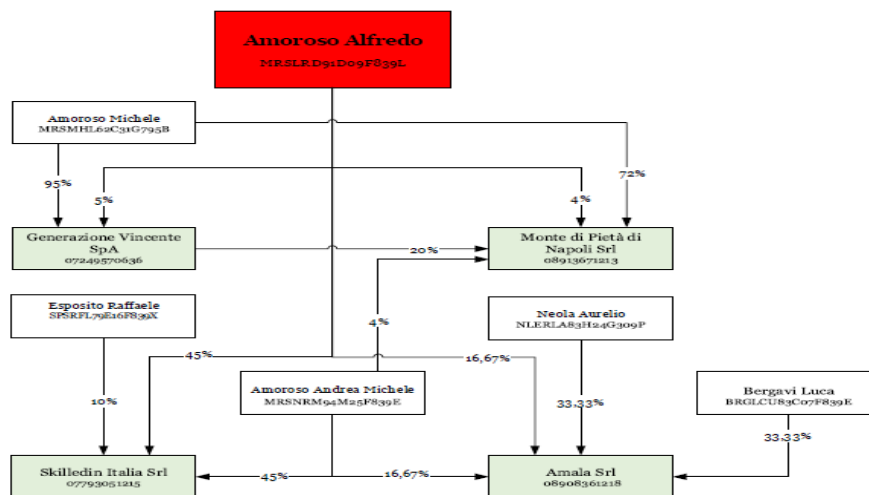 Amoroso Alfredo
MRSLRD91D09F839L
Amoroso Michele
MRSMHL62C31G795B
95%
5%
4%
72%
Generazione Vincente
SpA
07249570636
20%
Monte di Pietà di
Napoli Srl
08913671213
Esposito Raffaele
SPSRFL79E16F839X
4%
Neola Aurelio
NLERLA83H24G309P
45%
16,67%
Amoroso Andrea Michele
MRSNRM94M25F839E
10%
33,33%
Bergavi Luca
BRGLCU83C07F839E
33,33%
Skilledin Italia Srl
07793051215
45%
16,67%
Amala Srl
08908361218